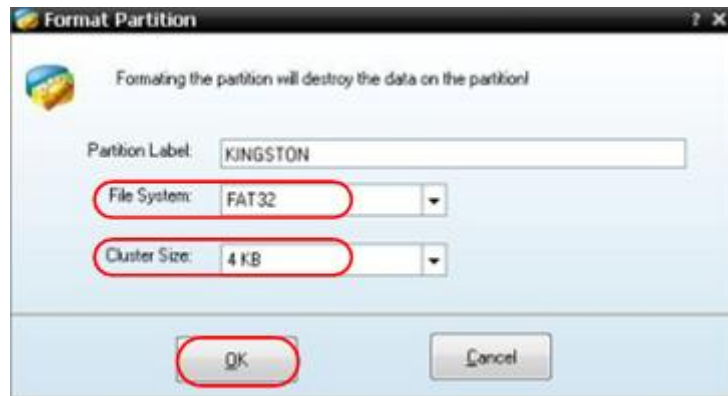 Format Partition ? X
Formating the partition will destroy the data on the partition!
Partition Label: KINGSTON
File System: FAT32
Cluster Size: 4 KB
OK Cancel